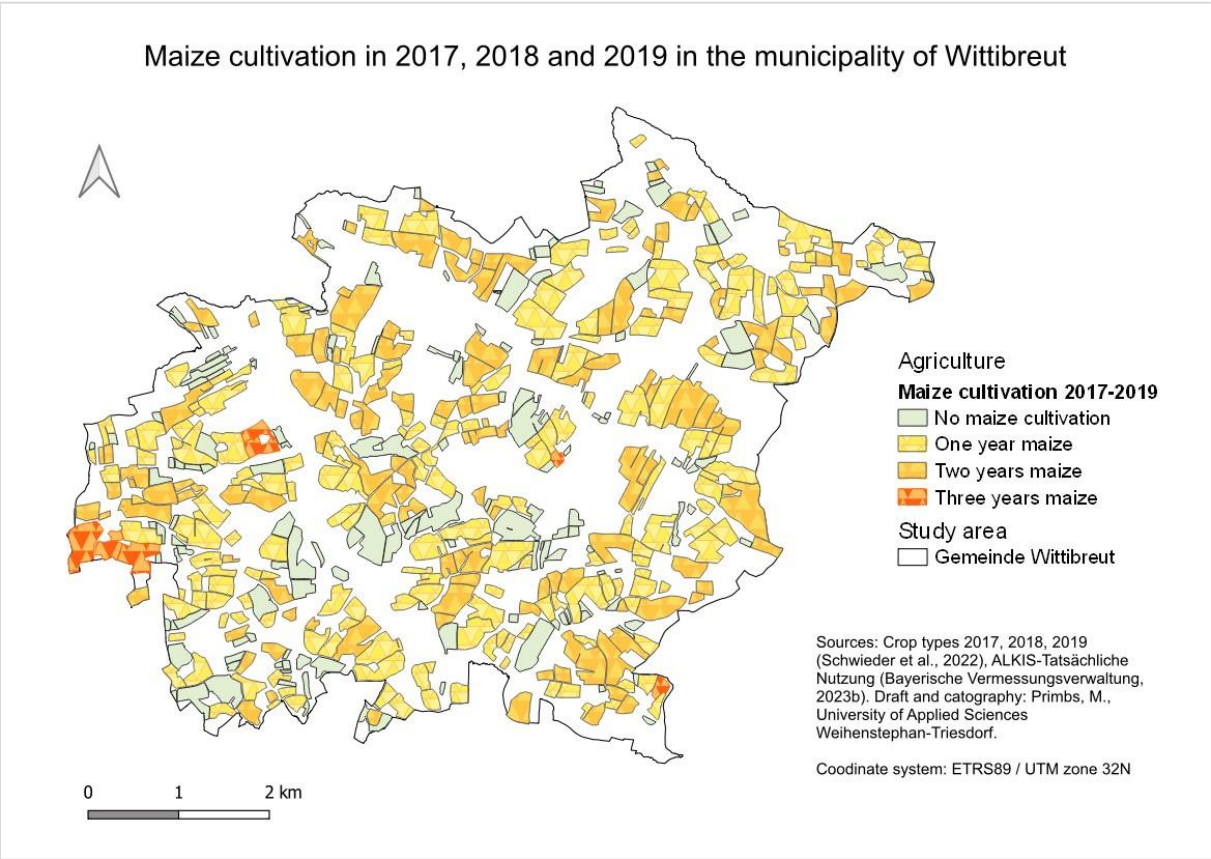 Maize cultivation in 2017, 2018 and 2019 in the municipality of Wittibreut
Agriculture
Maize cultivation 2017-2019
No maize cultivation
One year maize
Two years maize
Three years maize
Study area
Gemeinde Wittibreut
Sources: Crop types 2017, 2018, 2019
(Schwieder et al., 2022), ALKIS-Tatsächliche
Nutzung (Bayerische Vermessungsverwaltung,
2023b). Draft and catography: Primbs, M.,
University of Applied Sciences
Weihenstephan-Triesdorf.
Coodinate system: ETRS89 / UTM zone 32N
0 1 2 km